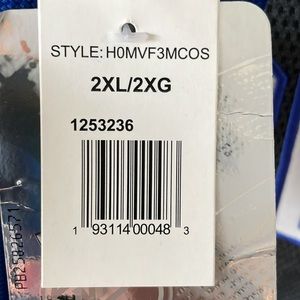 STYLE: H0MVF3MCOS
2XL/2XG
1253236
1 93114 00048 3